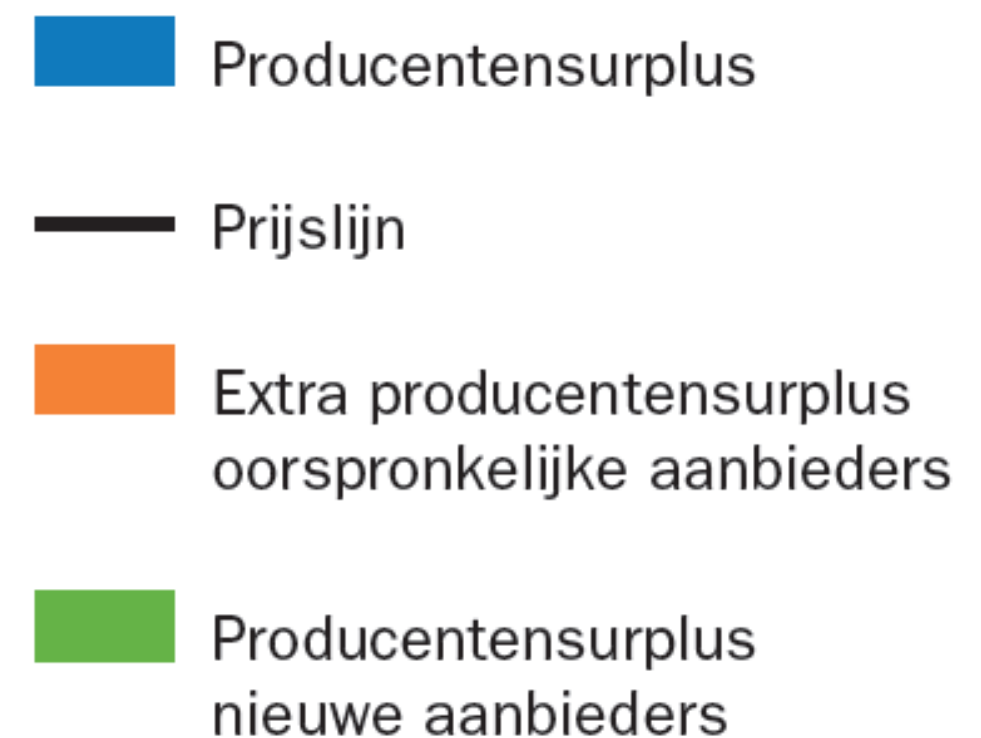 Producentensurplus
Prijslijn
Extra producentensurplus
oorspronkelijke aanbieders
Producentensurplus
nieuwe aanbieders